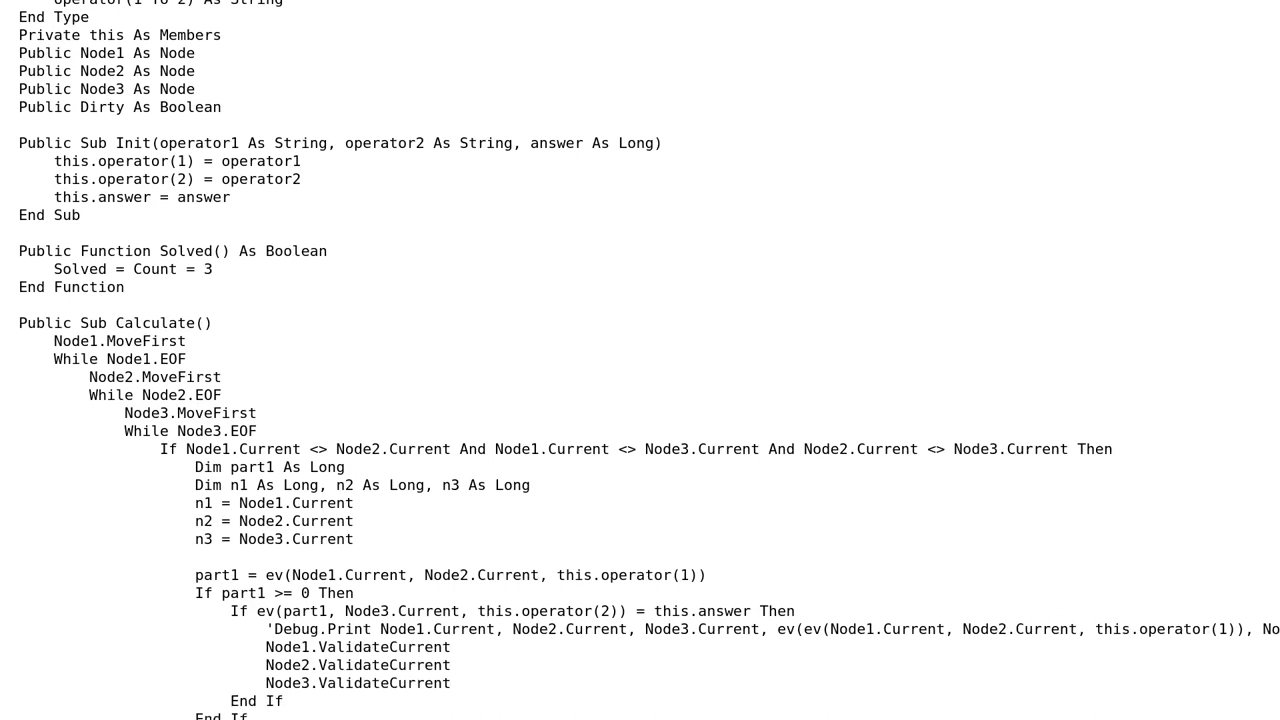 operator(1 To 2) As String
End Type
Private this As Members
Public Node1 As Node
Public Node2 As Node
Public Node3 As Node
Public Dirty As Boolean

Public Sub Init(operator1 As String, operator2 As String, answer As Long)
    this.operator(1) = operator1
    this.operator(2) = operator2
    this.answer = answer
End Sub

Public Function Solved() As Boolean
    Solved = Count = 3
End Function

Public Sub Calculate()
    Node1.MoveFirst
    While Node1.EOF
        Node2.MoveFirst
        While Node2.EOF
            Node3.MoveFirst
            While Node3.EOF
                If Node1.Current <> Node2.Current And Node1.Current <> Node3.Current And Node2.Current <> Node3.Current Then
                    Dim part1 As Long
                    Dim n1 As Long, n2 As Long, n3 As Long
                    n1 = Node1.Current
                    n2 = Node2.Current
                    n3 = Node3.Current

                    part1 = ev(Node1.Current, Node2.Current, this.operator(1))
                    If part1 >= 0 Then
                        If ev(part1, Node3.Current, this.operator(2)) = this.answer Then
                            'Debug.Print Node1.Current, Node2.Current, Node3.Current, ev(ev(Node1.Current, Node2.Current, this.operator(1)), No
                            Node1.ValidateCurrent
                            Node2.ValidateCurrent
                            Node3.ValidateCurrent
                        End If
                    End If